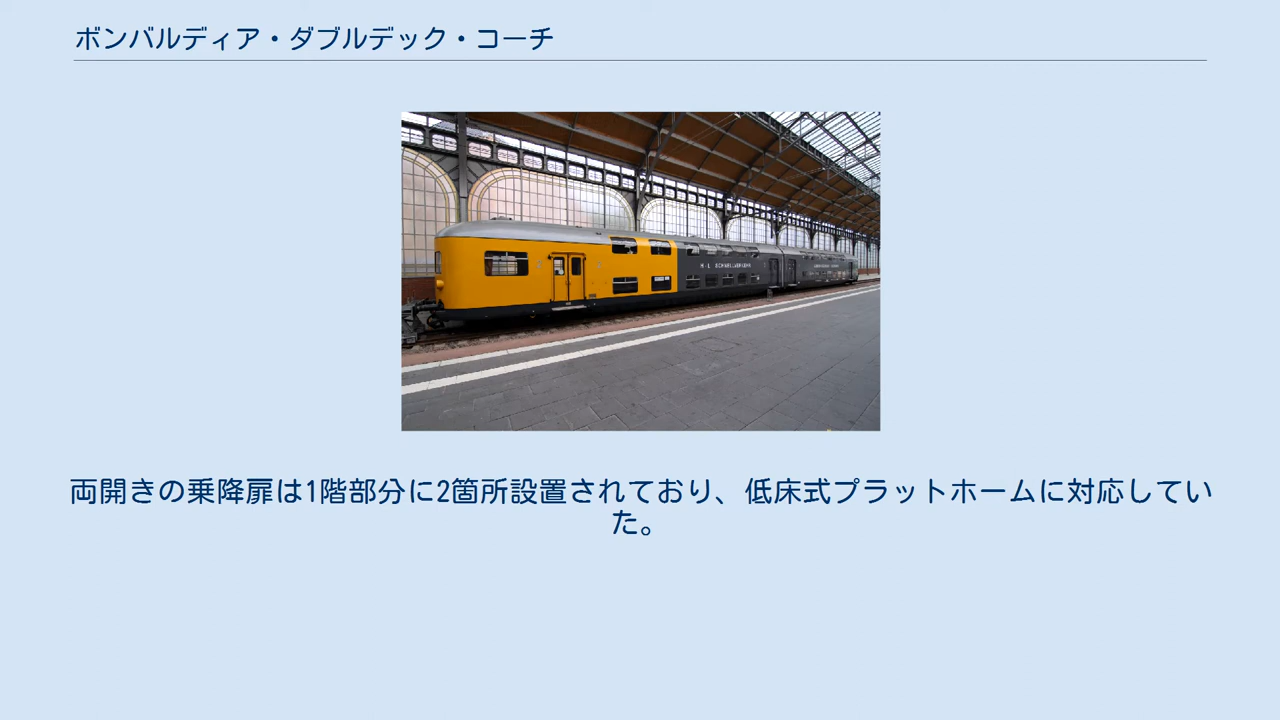 ボンバルディア・ダブルデック・コーチ
両開きの乗降扉は1階部分に2箇所設置されており、低床式プラットホームに対応してい
た。